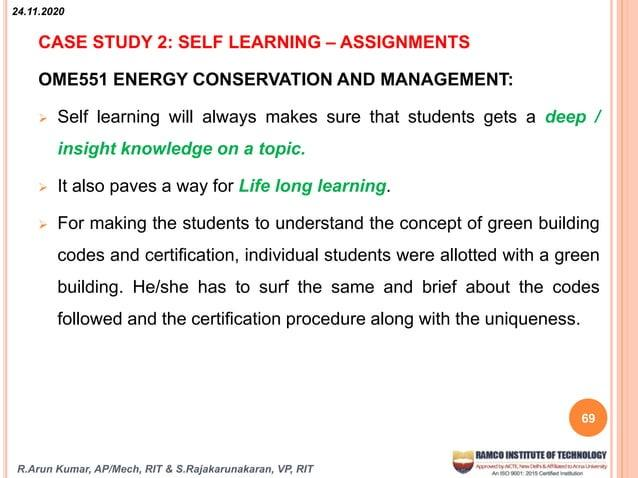 24.11.2020
CASE STUDY 2: SELF LEARNING – ASSIGNMENTS
OME551 ENERGY CONSERVATION AND MANAGEMENT:
Self learning will always makes sure that students gets a deep /
insight knowledge on a topic.
It also paves a way for Life long learning.
For making the students to understand the concept of green building
codes and certification, individual students were allotted with a green
building. He/she has to surf the same and brief about the codes
followed and the certification procedure along with the uniqueness.
69
R.Arun Kumar, AP/Mech, RIT & S.Rajakarunakaran, VP, RIT
RAMCO INSTITUTE OF TECHNOLOGY
Approved by AICTE, New Delhi & Affiliated to Anna University
An ISO 9001: 2015 Certified Institution